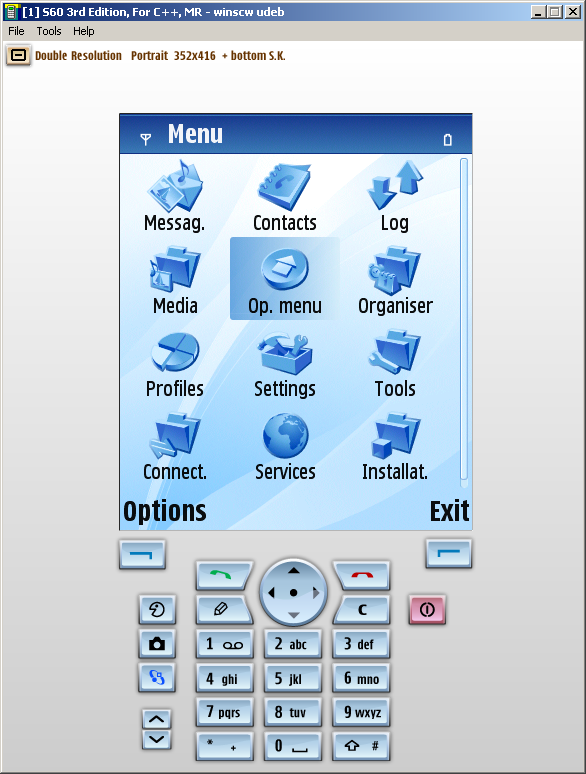 [1] S60 3rd Edition, For C++, MR - winscw udeb
File Tools Help
Double Resolution Portrait 352x416 + bottom S.K.
Menu
Messag. Contacts Log
Media Op. menu Organiser
Profiles Settings Tools
Connect. Services Installat.
Options Exit
C
1 2 abc 3 def
4 ghi 5 jkl 6 mno
7 pqrs 8 tuv 9 wxyz
* + 0 #